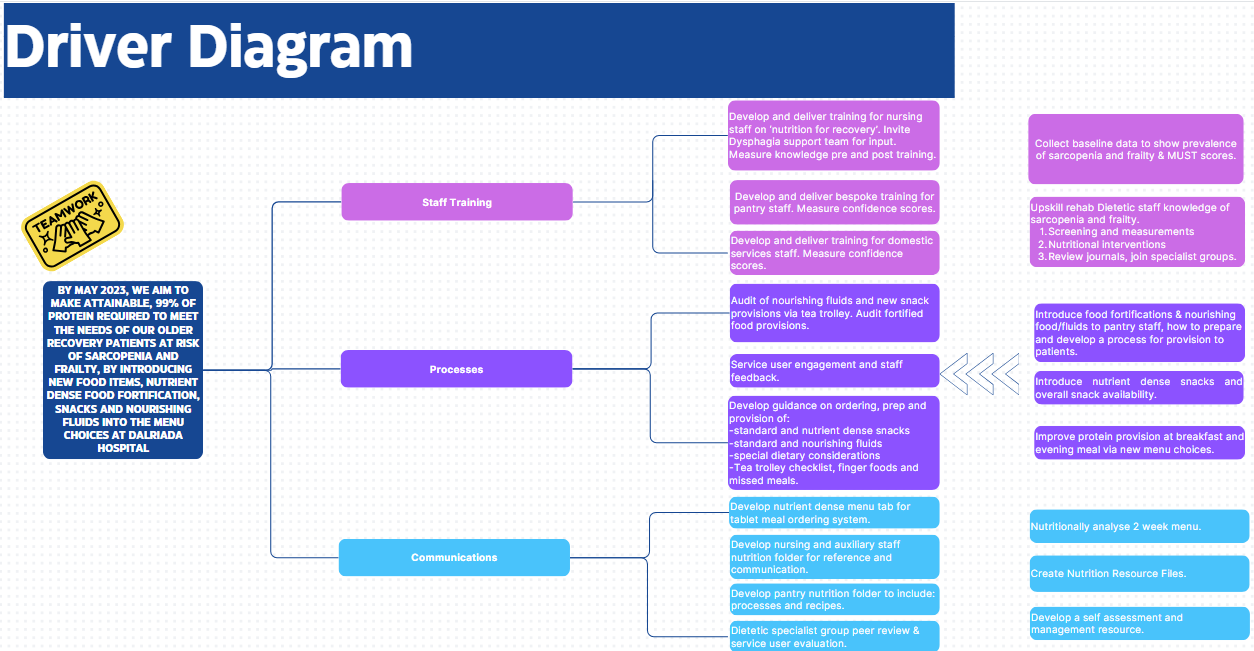 Driver Diagram
TEAMWORK
BY MAY 2023, WE AIM TO
MAKE ATTAINABLE, 99% OF
PROTEIN REQUIRED TO MEET
THE NEEDS OF OUR OLDER
RECOVERY PATIENTS AT RISK
OF SARCOPENIA AND
FRAILTY, BY INTRODUCING
NEW FOOD ITEMS, NUTRIENT
DENSE FOOD FORTIFICATION,
SNACKS AND NOURISHING
FLUIDS INTO THE MENU
CHOICES AT DALRIADA
HOSPITAL
Staff Training
Processes
Communications
Develop and deliver training for nursing
staff on 'nutrition for recovery'. Invite
Dysphagia support team for input.
Measure knowledge pre and post training.
Develop and deliver bespoke training for
pantry staff. Measure confidence scores.
Develop and deliver training for domestic
services staff. Measure confidence
scores.
Audit of nourishing fluids and new snack
provisions via tea trolley. Audit fortified
food provisions.
Service user engagement and staff
feedback.
Develop guidance on ordering, prep and
provision of:
-standard and nutrient dense snacks
-standard and nourishing fluids
-special dietary considerations
-Tea trolley checklist, finger foods and
missed meals.
Develop nutrient dense menu tab for
tablet meal ordering system.
Develop nursing and auxiliary staff
nutrition folder for reference and
communication.
Develop pantry nutrition folder to include:
processes and recipes.
Dietetic specialist group peer review &
service user evaluation.
Collect baseline data to show prevalence
of sarcopenia and frailty & MUST scores.
Upskill rehab Dietetic staff knowledge of
sarcopenia and frailty.
1. Screening and measurements
2. Nutritional interventions
3. Review journals, join specialist groups.
Introduce food fortifications & nourishing
food/fluids to pantry staff, how to prepare
and develop a process for provision to
patients.
Introduce nutrient dense snacks and
overall snack availability.
Improve protein provision at breakfast and
evening meal via new menu choices.
Nutritionally analyse 2 week menu.
Create Nutrition Resource Files.
Develop a self assessment and
management resource.